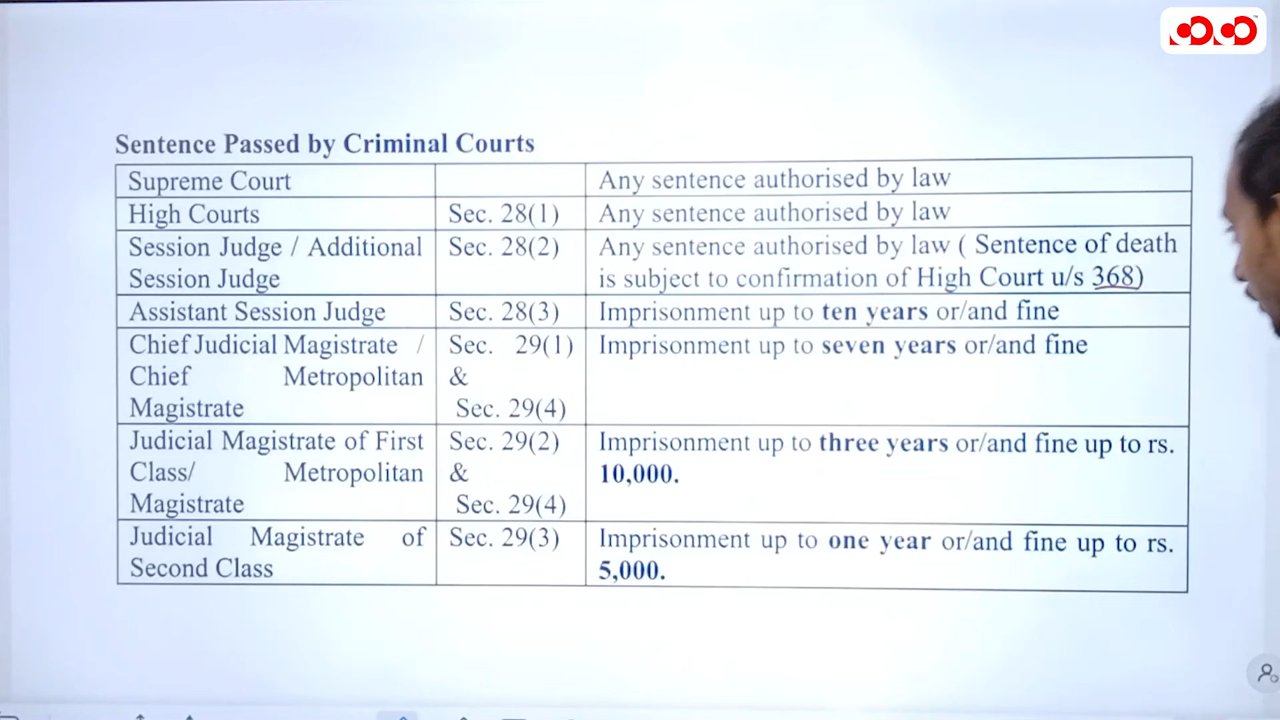 Sentence Passed by Criminal Courts
Supreme Court Any sentence authorised by law
High Courts Sec. 28(1) Any sentence authorised by law
Session Judge / Additional Sec. 28(2) Any sentence authorised by law ( Sentence of death
Session Judge is subject to confirmation of High Court u/s 368)
Assistant Session Judge Sec. 28(3) Imprisonment up to ten years or/and fine
Chief Judicial Magistrate / Sec. 29(1) Imprisonment up to seven years or/and fine
Chief Metropolitan &
Magistrate Sec. 29(4)
Judicial Magistrate of First Sec. 29(2) Imprisonment up to three years or/and fine up to rs.
Class/ Metropolitan & 10,000.
Magistrate Sec. 29(4)
Judicial Magistrate of Sec. 29(3) Imprisonment up to one year or/and fine up to rs.
Second Class 5,000.